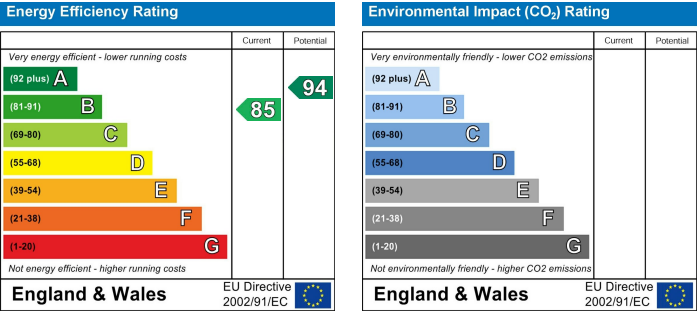 Energy Efficiency Rating
Current Potential
Very energy efficient - lower running costs
(92 plus) A
(81-91) B
(69-80) C
(55-68) D
(39-54) E
(21-38) F
(1-20) G
85
94
Not energy efficient - higher running costs
England & Wales
EU Directive
2002/91/EC
Environmental Impact (CO₂) Rating
Current Potential
Very environmentally friendly - lower CO2 emissions
(92 plus) A
(81-91) B
(69-80) C
(55-68) D
(39-54) E
(21-38) F
(1-20) G
Not environmentally friendly - higher CO2 emissions
England & Wales
EU Directive
2002/91/EC